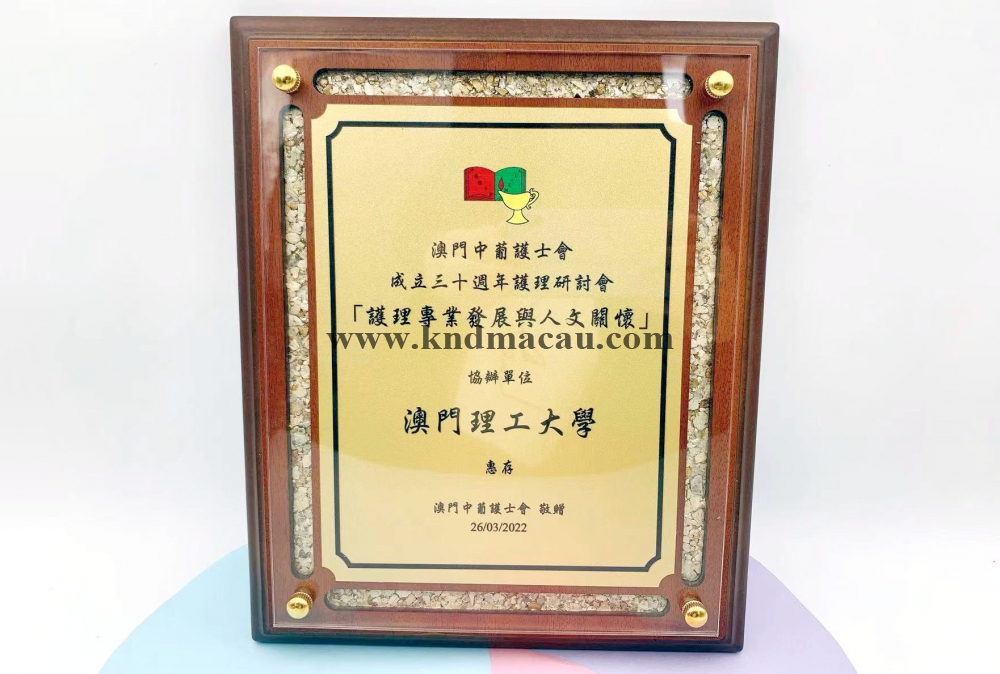 澳門中葡護士會
成立三十週年護理研討會
「護理專業發展與人文關懷」
www.kndmacau.com
協辦單位
澳門理工大學
惠存
澳門中葡護士會 敬贈
26/03/2022